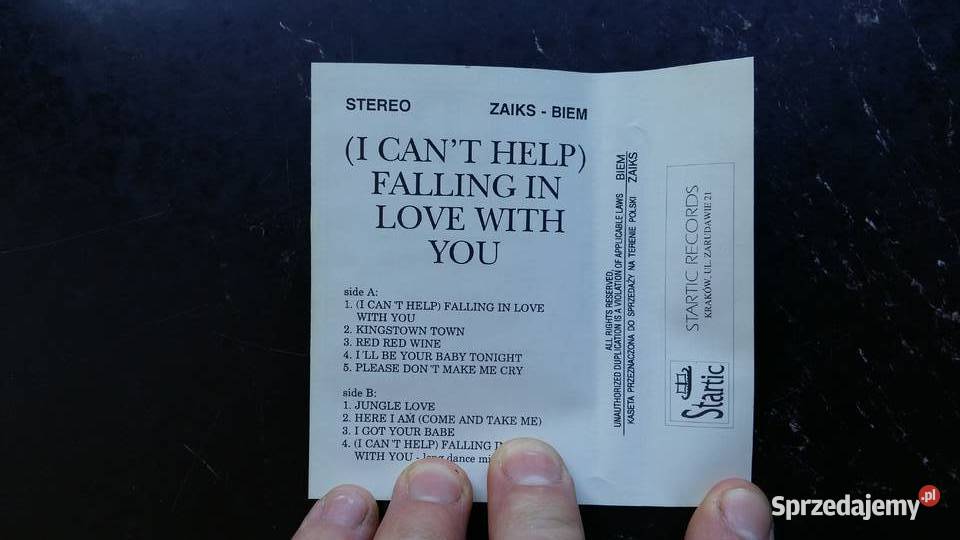 STEREO ZAIKS - BIEM
(I CAN'T HELP)
FALLING IN
LOVE WITH
YOU
side A:
1. (I CAN'T HELP) FALLING IN LOVE
WITH YOU
2. KINGSTOWN TOWN
3. RED RED WINE
4. I'LL BE YOUR BABY TONIGHT
5. PLEASE DON'T MAKE ME CRY
side B:
1. JUNGLE LOVE
2. HERE I AM (COME AND TAKE ME)
3. I GOT YOUR BABE
4. (I CAN'T HELP) FALLING
WITH YOU - long dance
ALL RIGHTS RESERVED,
UNAUTHORIZED DUPLICATION IS A VIOLATION OF APPLICABLE LAWS BIEM
KASETA PRZEZNACZONA DO SPRZEDAŻY NA TERENIE POLSKI ZAIKS
STARTIC RECORDS
KRAKÓW, UL. ZARUDAWIE 21
Startic
Sprzedajemy.pl